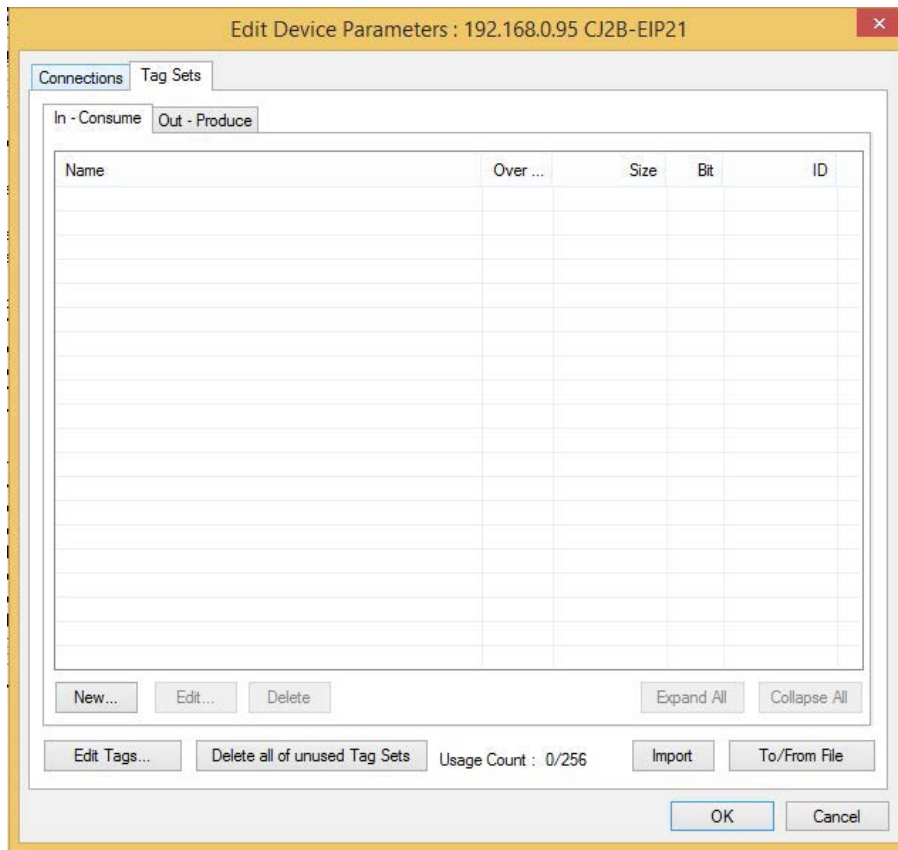 Edit Device Parameters : 192.168.0.95 CJ2B-EIP21
Connections Tag Sets
In - Consume Out - Produce
Name Over ... Size Bit ID
New... Edit... Delete Expand All Collapse All
Edit Tags... Delete all of unused Tag Sets Usage Count : 0/256 Import To/From File
OK Cancel